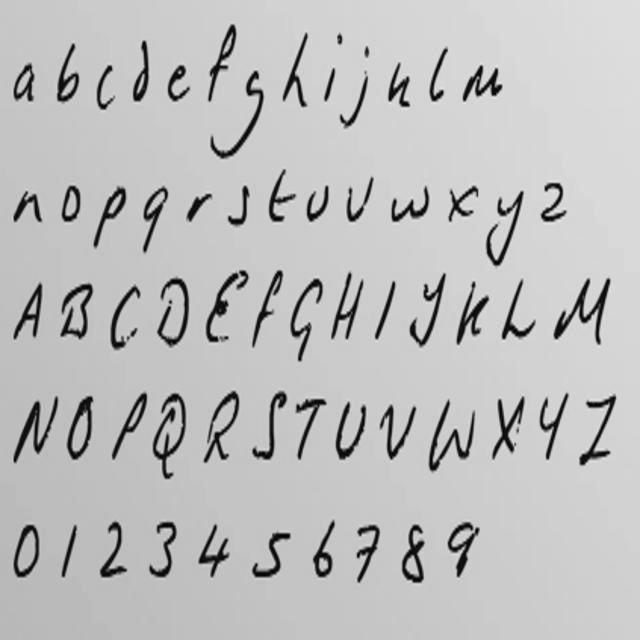 a b c d e f g h i j k l m
n o p q r s t u v w x y z
A B C D E F G H I J K L M
N O P Q R S T U V W X Y Z
0 1 2 3 4 5 6 7 8 9